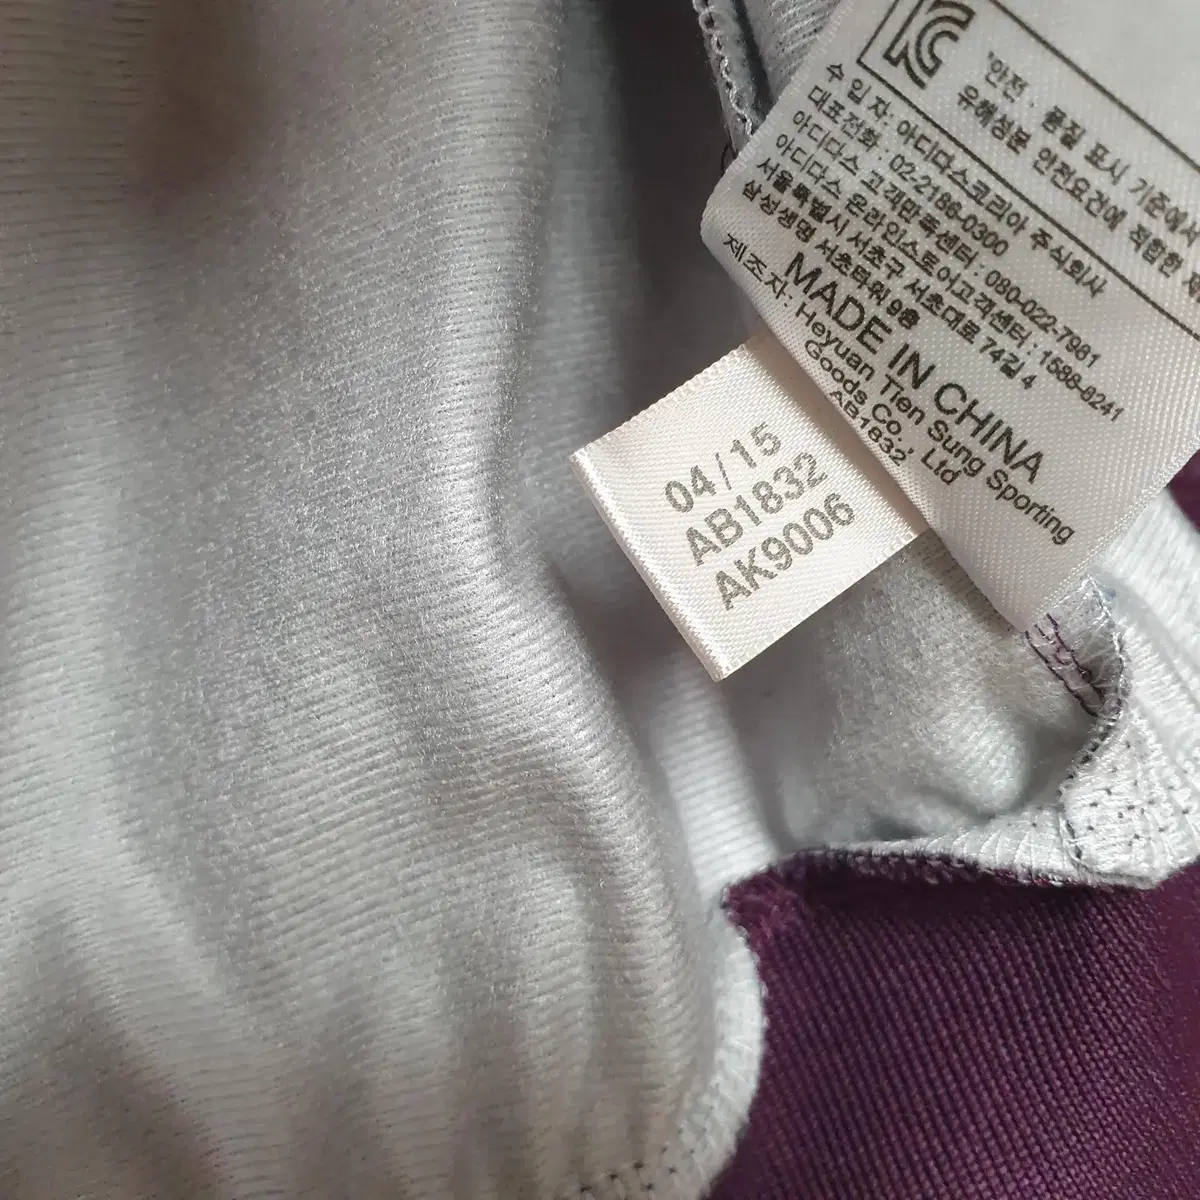 KC
'안전 · 품질 표시 기준에서
유해성분 안전요건에 적합한 제
수 입 자: 아디다스코리아 주식회사
대표전화 : 02-2186-0300
아디다스 고객만족센터 : 080-022-7981
아디다스 온라인스토어고객센터 : 1588-8241
서울특별시 서초구 서초대로 74길 4
삼성생명 서초타워 9층
MADE IN CHINA
제조자: Heyuan Tien Sung Sporting
Goods Co., Ltd
AB1832
04/15
AB1832
AK9006